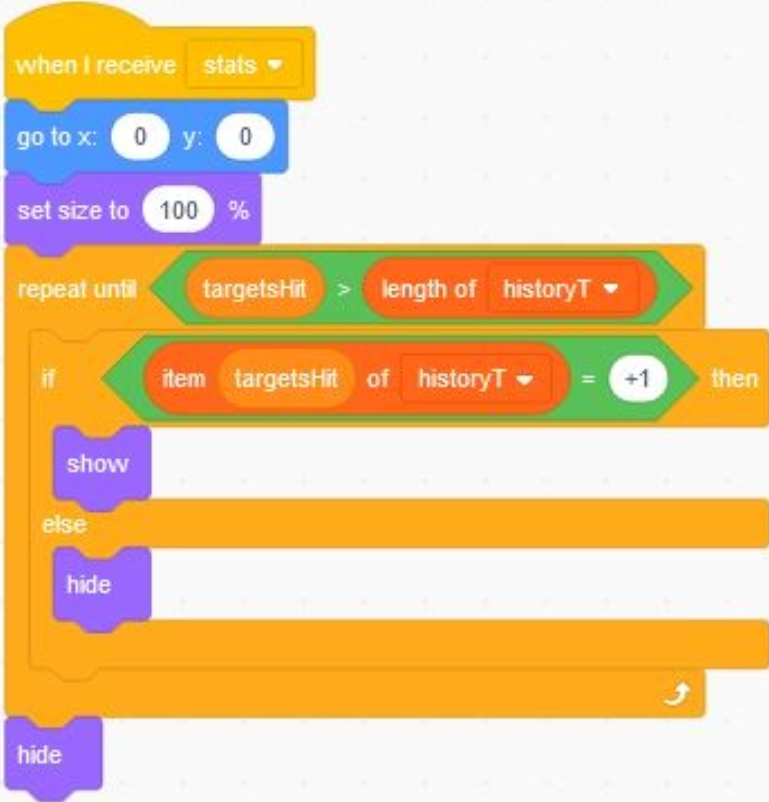 when I receive stats
go to x: 0 y: 0
set size to 100 %
repeat until targetsHit > length of historyT
if item targetsHit of historyT = +1 then
show
else
hide
hide